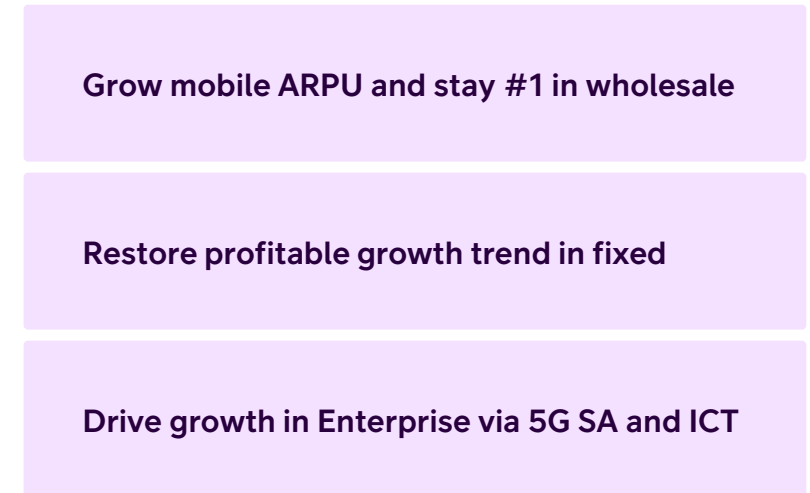 Grow mobile ARPU and stay #1 in wholesale
Restore profitable growth trend in fixed
Drive growth in Enterprise via 5G SA and ICT